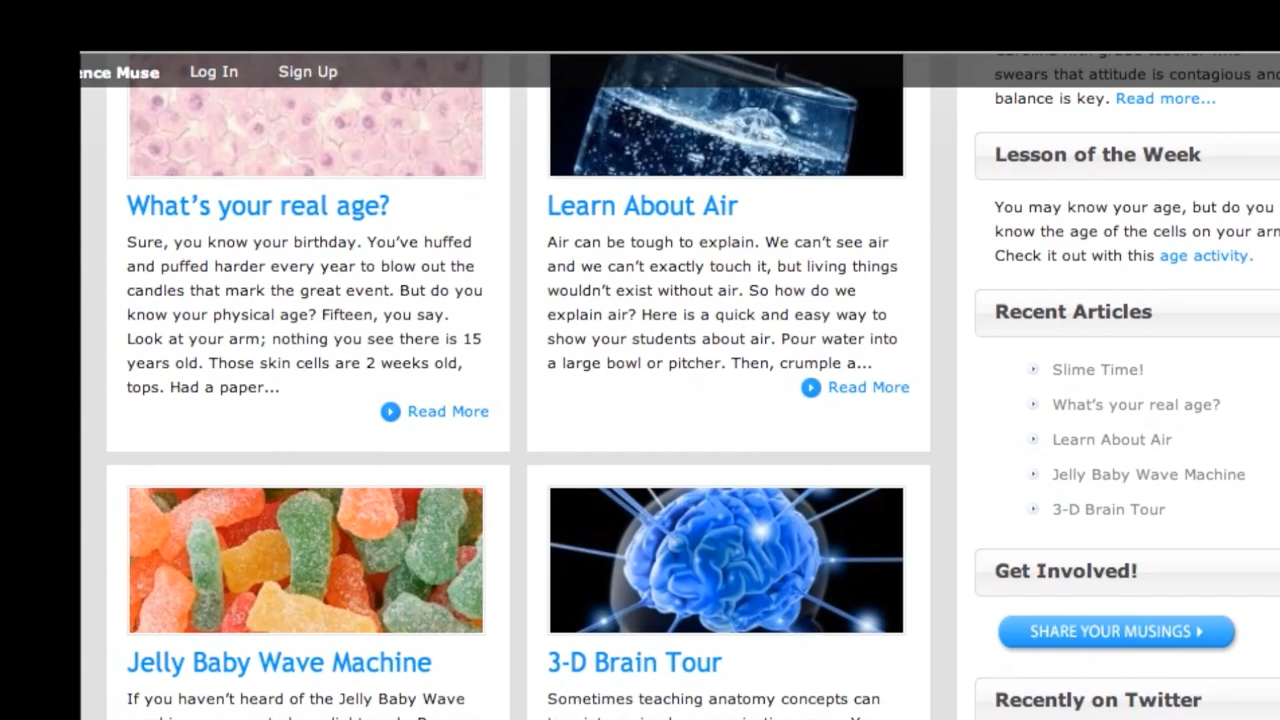 ence Muse Log In Sign Up
What's your real age?
Sure, you know your birthday. You've huffed
and puffed harder every year to blow out the
candles that mark the great event. But do you
know your physical age? Fifteen, you say.
Look at your arm; nothing you see there is 15
years old. Those skin cells are 2 weeks old,
tops. Had a paper...
Read More
Learn About Air
Air can be tough to explain. We can't see air
and we can't exactly touch it, but living things
wouldn't exist without air. So how do we
explain air? Here is a quick and easy way to
show your students about air. Pour water into
a large bowl or pitcher. Then, crumple a...
Read More
Jelly Baby Wave Machine
If you haven't heard of the Jelly Baby Wave
3-D Brain Tour
Sometimes teaching anatomy concepts can
swears that attitude is contagious and
balance is key. Read more...
Lesson of the Week
You may know your age, but do you
know the age of the cells on your arm
Check it out with this age activity.
Recent Articles
Slime Time!
What's your real age?
Learn About Air
Jelly Baby Wave Machine
3-D Brain Tour
Get Involved!
SHARE YOUR MUSINGS
Recently on Twitter